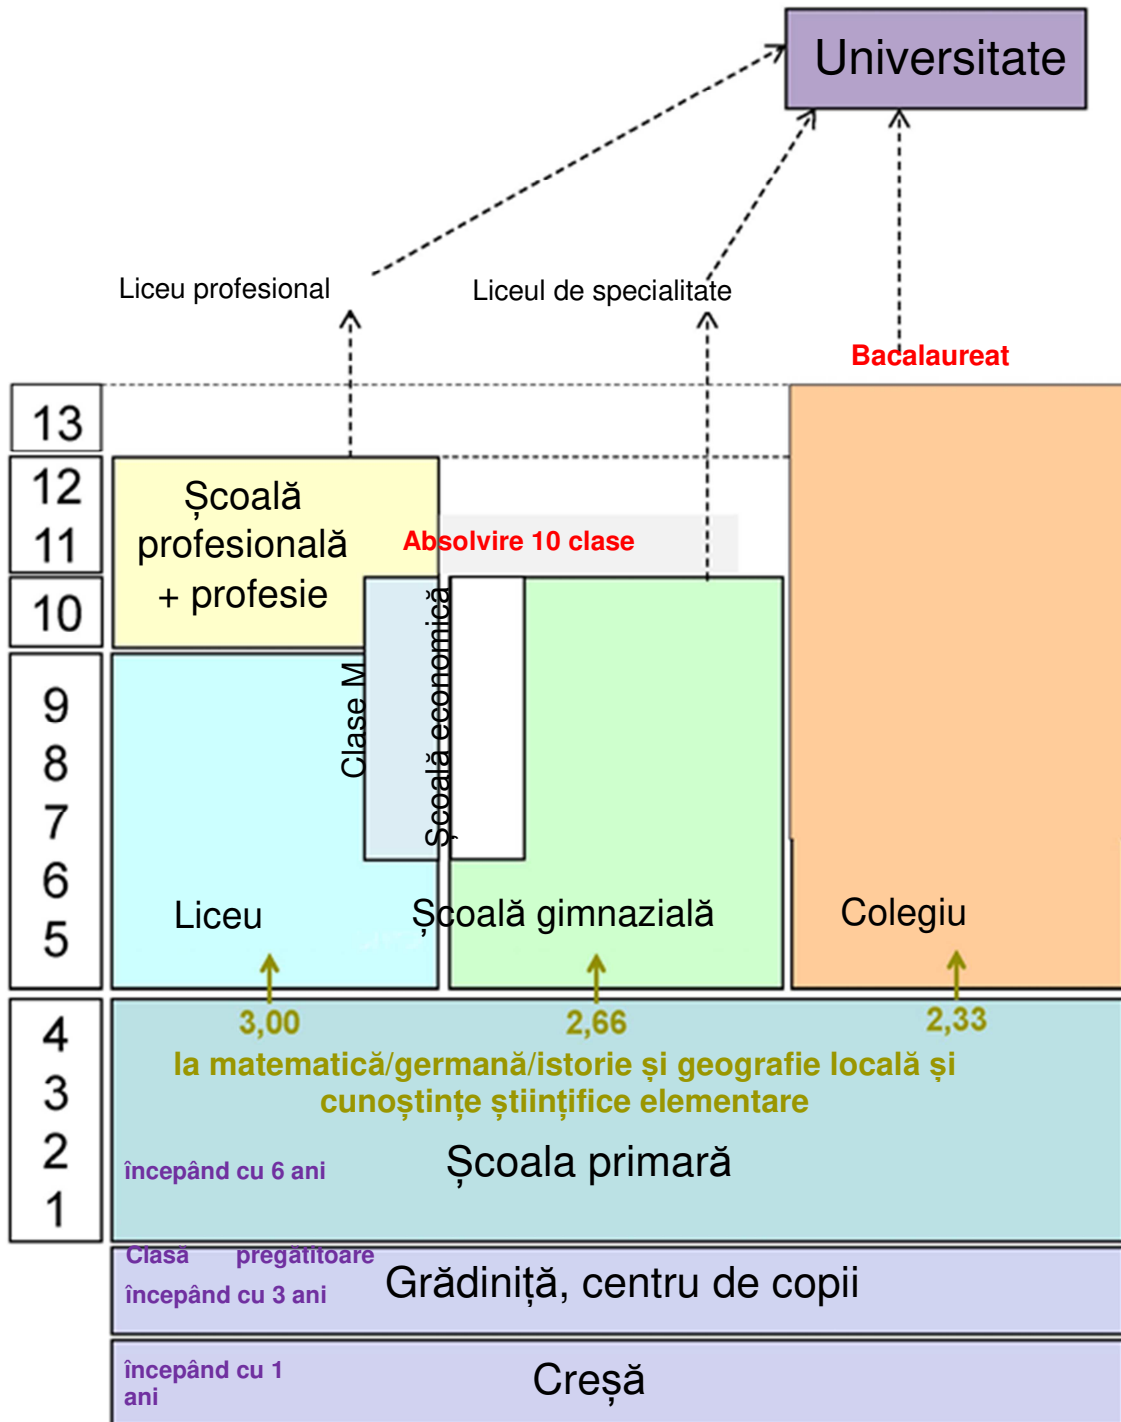 Universitate
Liceu profesional
Liceul de specialitate
Bacalaureat
13
12
11
10
9
8
7
6
5
4
3
2
1
Școală
profesională
+ profesie
Absolvire 10 clase
Clase M
Școală economică
Liceu
Școală gimnazială
Colegiu
3,00
2,66
2,33
la matematică/germană/istorie și geografie locală și
cunoștințe științifice elementare
începând cu 6 ani
Școala primară
Clasă pregătitoare
începând cu 3 ani
Grădiniță, centru de copii
începând cu 1
ani
Creșă